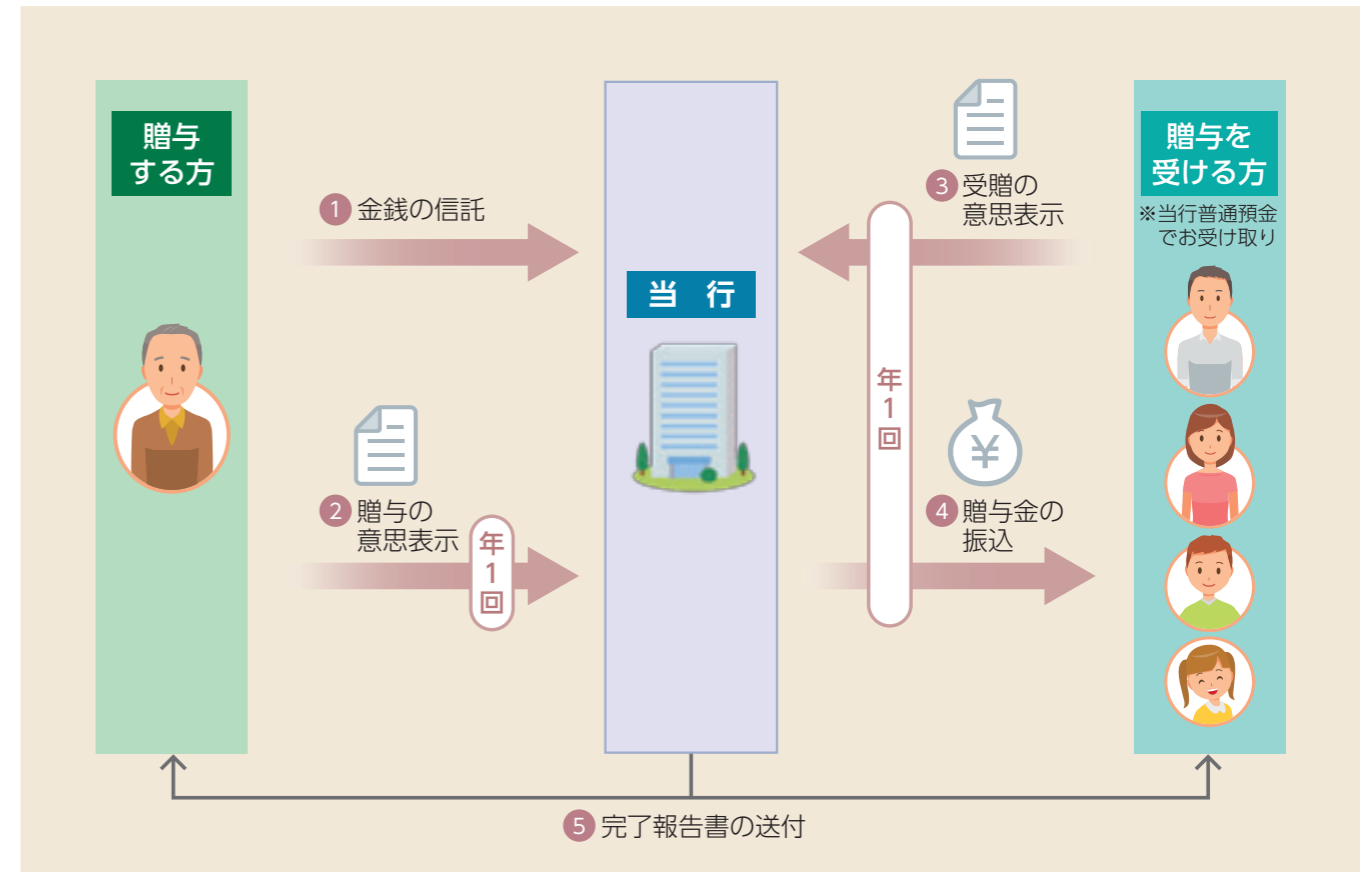 贈与
する方
① 金銭の信託
② 贈与の
意思表示
年1回
当 行
③ 受贈の
意思表示
年1回
¥
④ 贈与金の
振込
贈与を
受ける方
※当行普通預金
でお受け取り
⑤ 完了報告書の送付